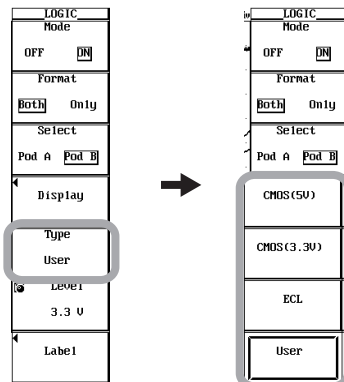 LOGIC
Mode
OFF ON
Format
Both Only
Select
Pod A Pod B
Display
Type
User
Level
3.3 V
Label
LOGIC
Mode
OFF ON
Format
Both Only
Select
Pod A Pod B
CMOS(5V)
CMOS(3.3V)
ECL
User